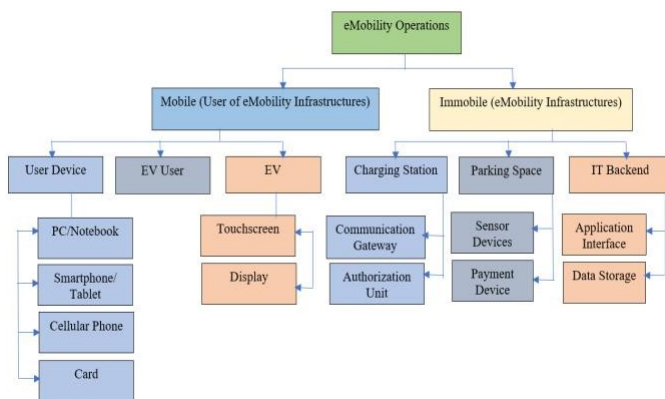 eMobility Operations
Mobile (User of eMobility Infrastructures)
Immobile (eMobility Infrastructures)
User Device
EV User
EV
Charging Station
Parking Space
IT Backend
PC/Notebook
Smartphone/
Tablet
Cellular Phone
Card
Touchscreen
Display
Communication
Gateway
Authorization
Unit
Sensor
Devices
Payment
Device
Application
Interface
Data Storage